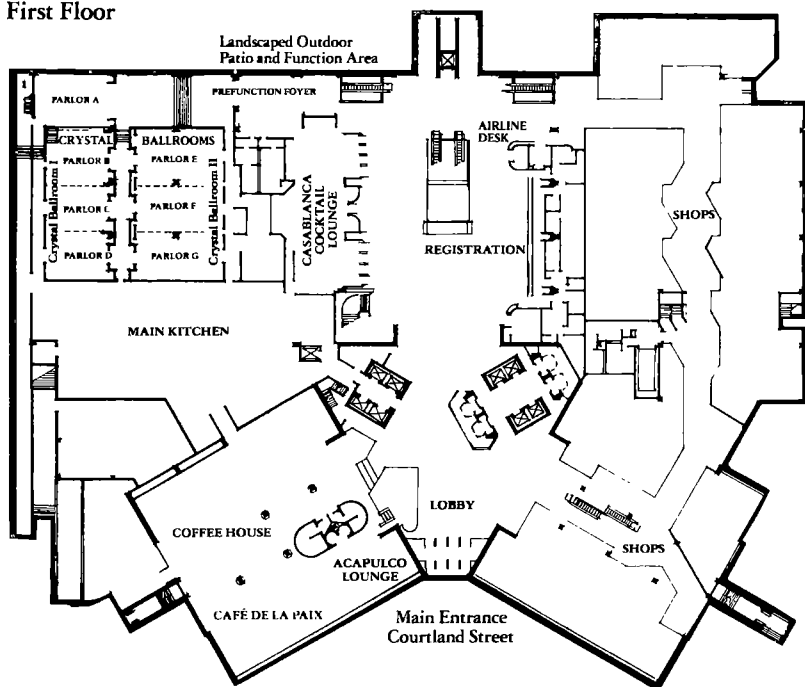 First Floor
Landscaped Outdoor
Patio and Function Area
PARLOR A
PREFUNCTION FOYER
CRYSTAL BALLROOMS
PARLOR B
PARLOR E
PARLOR C
PARLOR F
PARLOR D
PARLOR G
Crystal Ballroom I
Crystal Ballroom II
CASABLANCA
COCKTAIL
LOUNGE
AIRLINE
DESK
REGISTRATION
SHOPS
MAIN KITCHEN
LOBBY
COFFEE HOUSE
ACAPULCO
LOUNGE
CAFÉ DE LA PAIX
SHOPS
Main Entrance
Courtland Street